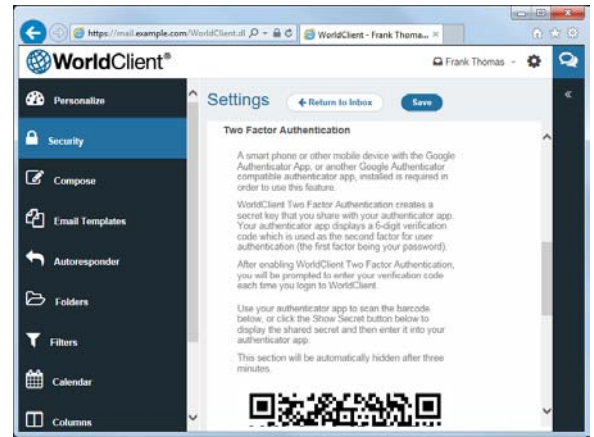 https://mail.example.com/WorldClient.dl
WorldClient - Frank Thoma...
WorldClient®
Frank Thomas
Personalize
Security
Compose
Email Templates
Autoresponder
Folders
Filters
Calendar
Columns
Settings
Return to Inbox
Save
Two Factor Authentication
A smart phone or other mobile device with the Google
Authenticator App, or another Google Authenticator
compatible authenticator app, installed is required in
order to use this feature.
WorldClient Two Factor Authentication creates a
secret key that you share with your authenticator app.
Your authenticator app displays a 6-digit verification
code which is used as the second factor for user
authentication (the first factor being your password).
After enabling WorldClient Two Factor Authentication,
you will be prompted to enter your verification code
each time you login to WorldClient.
Use your authenticator app to scan the barcode
below, or click the Show Secret button below to
display the shared secret and then enter it into your
authenticator app.
This section will be automatically hidden after three
minutes.